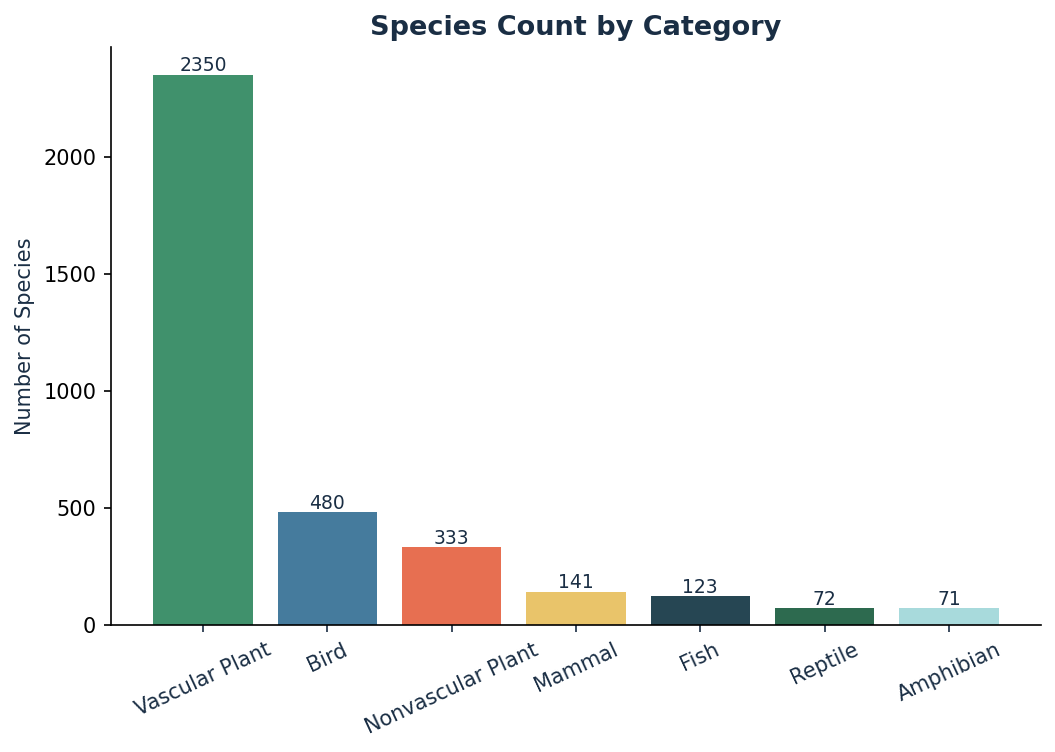 Species Count by Category
Number of Species
2000
1500
1000
500
0
2350
480
333
141
123
72
71
Vascular Plant
Bird
Nonvascular Plant
Mammal
Fish
Reptile
Amphibian